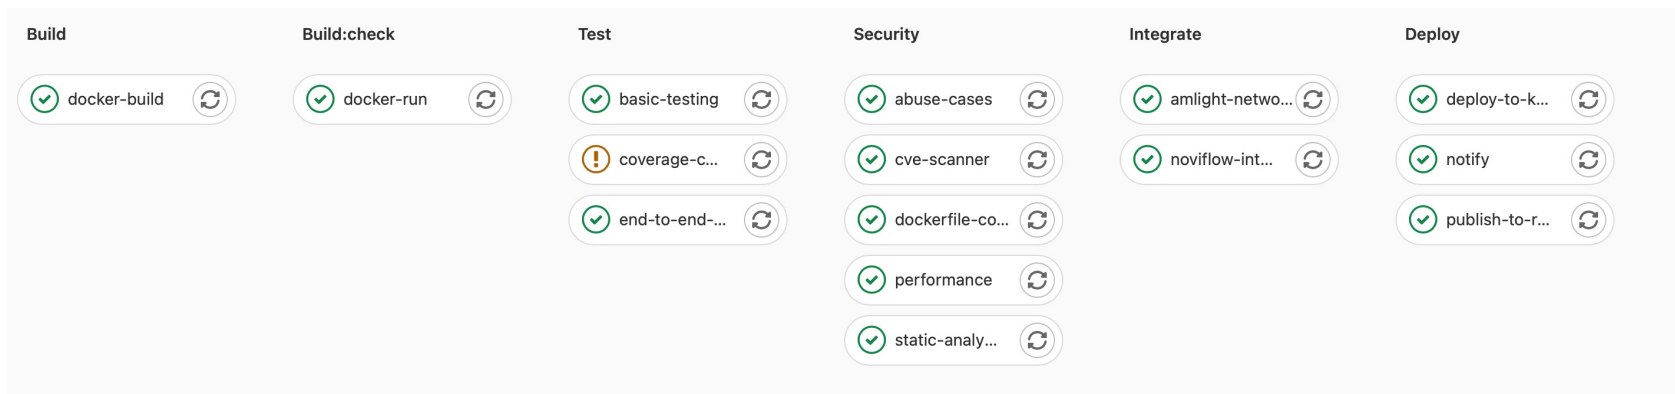 Build
docker-build
Build:check
docker-run
Test
basic-testing
coverage-c...
end-to-end-...
Security
abuse-cases
cve-scanner
dockerfile-co...
performance
static-analy...
Integrate
amlight-netwo...
noviflow-int...
Deploy
deploy-to-k...
notify
publish-to-r...